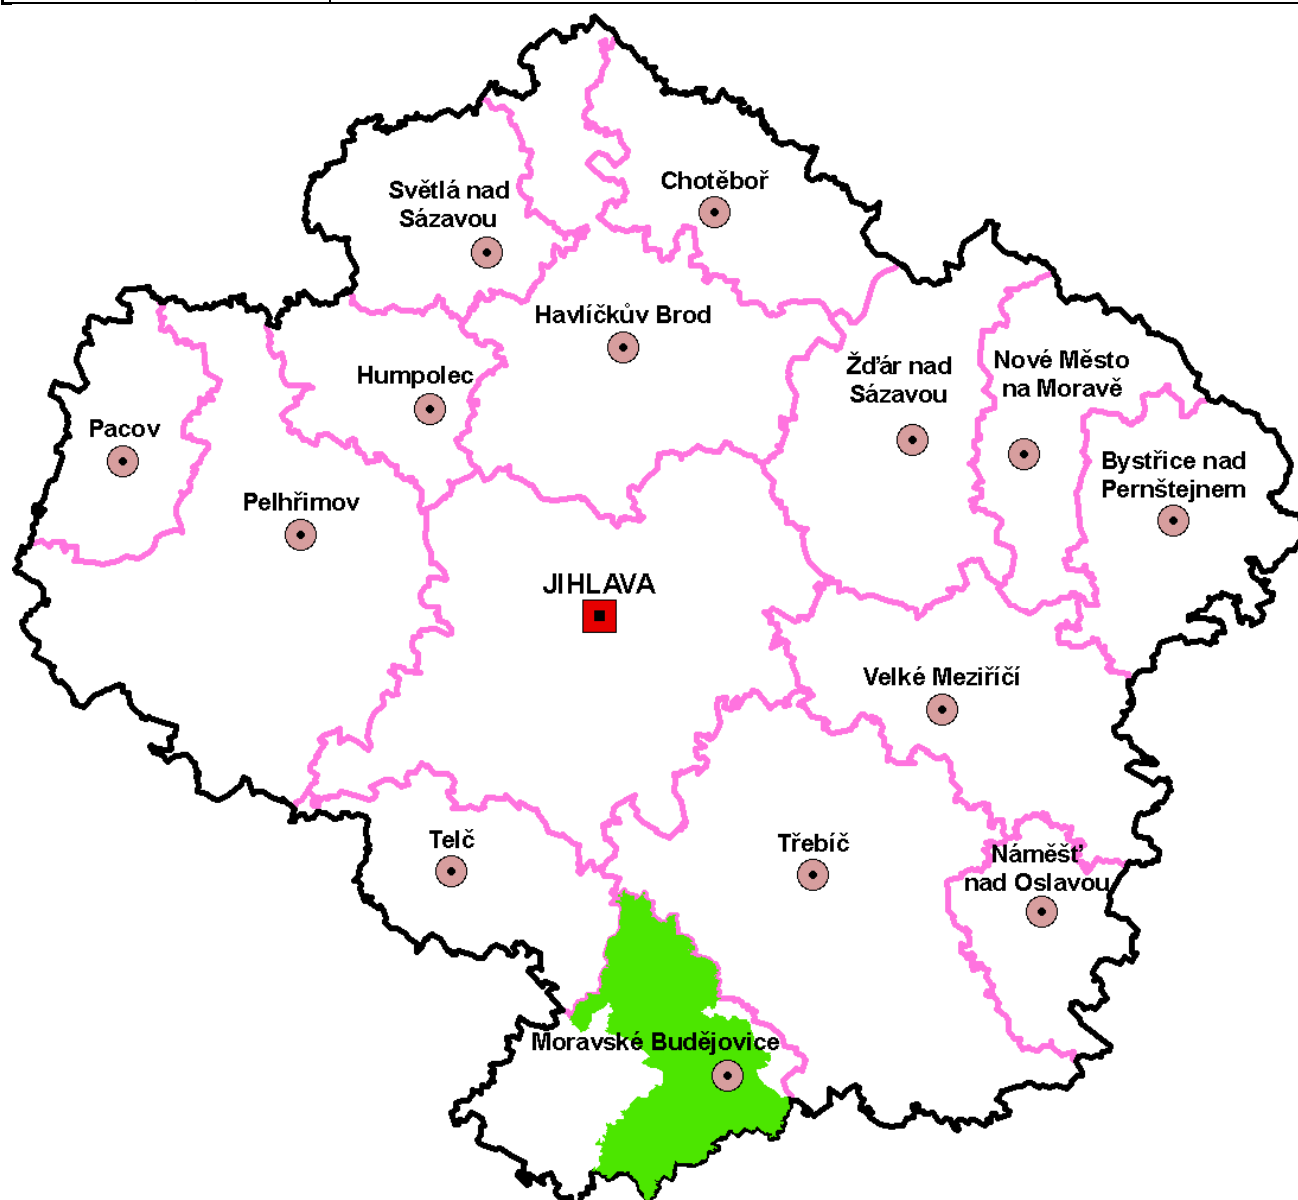 Chotěboř
Světlá nad
Sázavou
Havlíčkův Brod
Humpolec
Žďár nad
Sázavou
Nové Město
na Moravě
Pacov
Bystřice nad
Pernštejnem
Pelhřimov
JIHLAVA
Velké Meziříčí
Telč
Třebíč
Náměšť
nad Oslavou
Moravské Budějovice